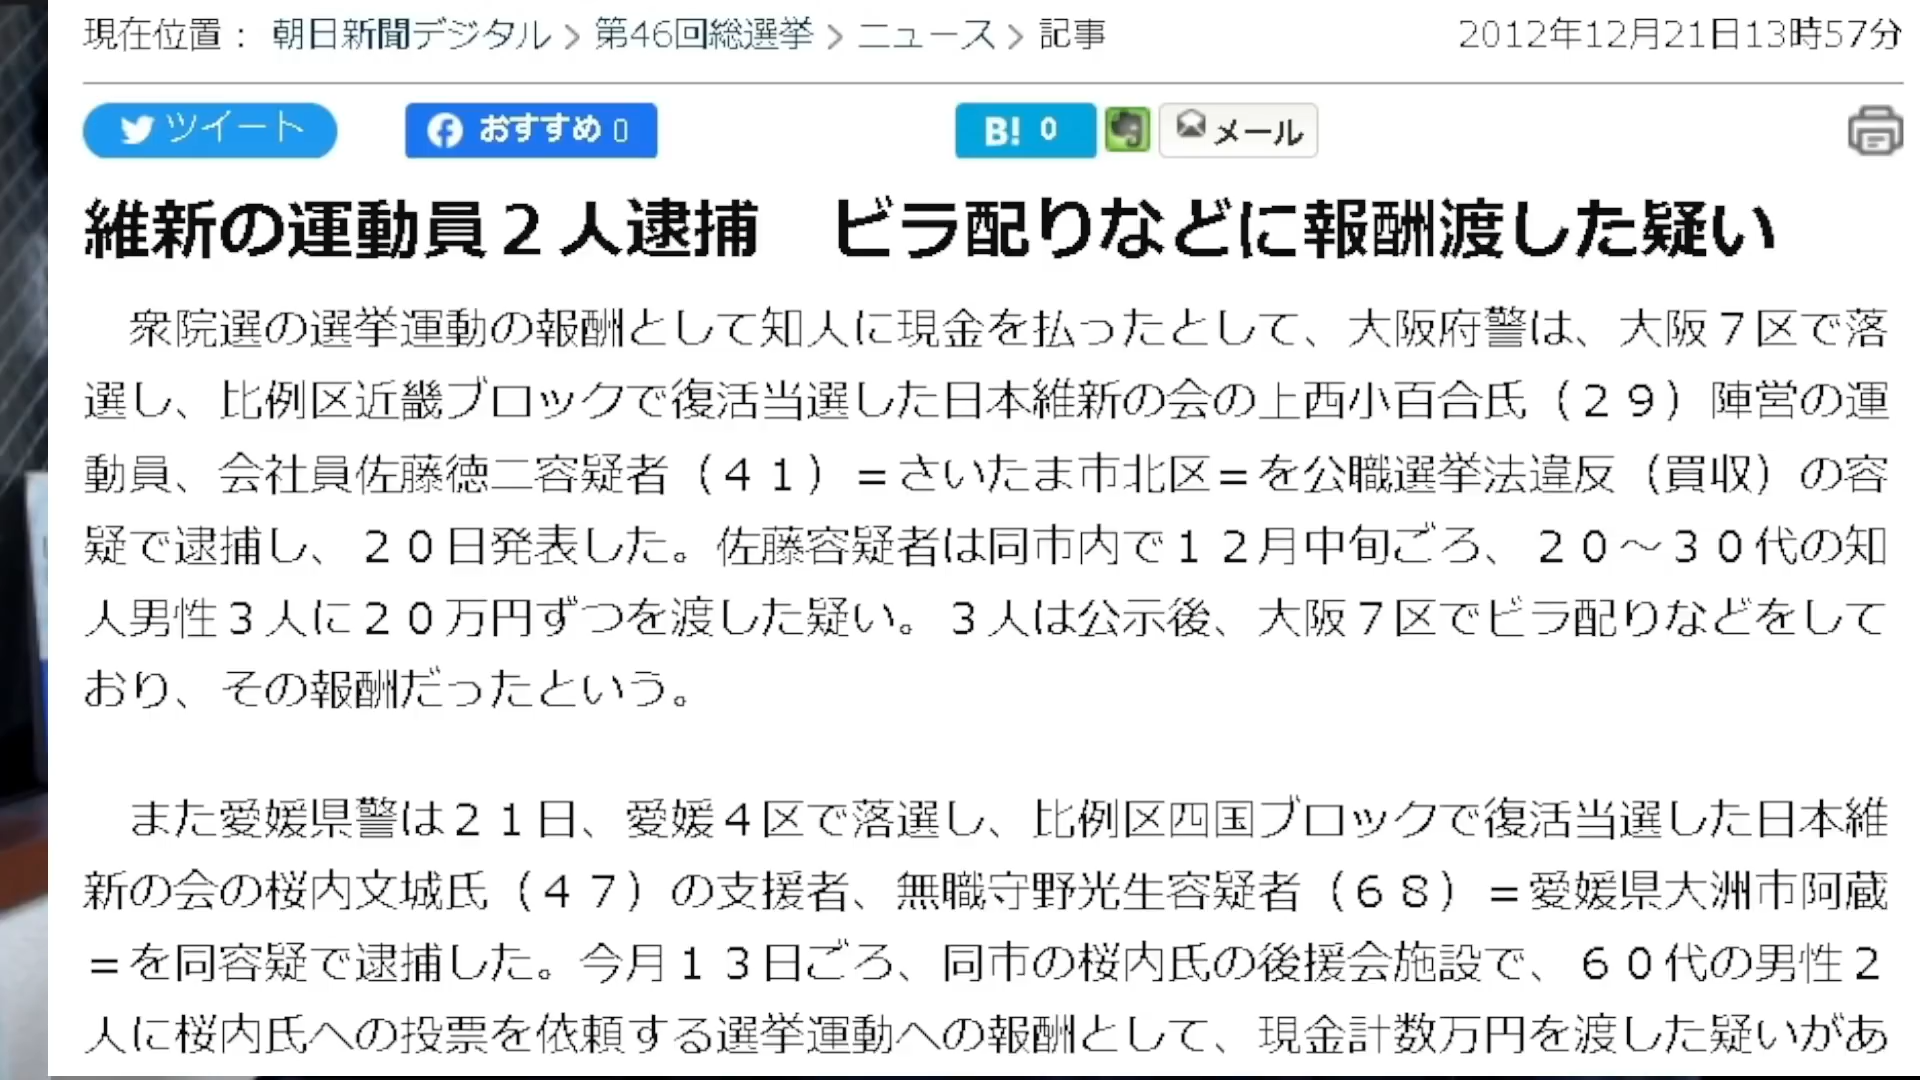 現在位置： 朝日新聞デジタル > 第46回総選挙 > ニュース > 記事 2012年12月21日13時57分
ツイート おすすめ 0 B! 0 メール
維新の運動員２人逮捕　ビラ配りなどに報酬渡した疑い
衆院選の選挙運動の報酬として知人に現金を払ったとして、大阪府警は、大阪７区で落
選し、比例区近畿ブロックで復活当選した日本維新の会の上西小百合氏（２９）陣営の運
動員、会社員佐藤徳二容疑者（４１）＝さいたま市北区＝を公職選挙法違反（買収）の容
疑で逮捕し、２０日発表した。佐藤容疑者は同市内で１２月中旬ごろ、２０～３０代の知
人男性３人に２０万円ずつを渡した疑い。３人は公示後、大阪７区でビラ配りなどをして
おり、その報酬だったという。
また愛媛県警は２１日、愛媛４区で落選し、比例区四国ブロックで復活当選した日本維
新の会の桜内文城氏（４７）の支援者、無職守野光生容疑者（６８）＝愛媛県大洲市阿蔵
＝を同容疑で逮捕した。今月１３日ごろ、同市の桜内氏の後援会施設で、６０代の男性２
人に桜内氏への投票を依頼する選挙運動への報酬として、現金計数万円を渡した疑いがあ